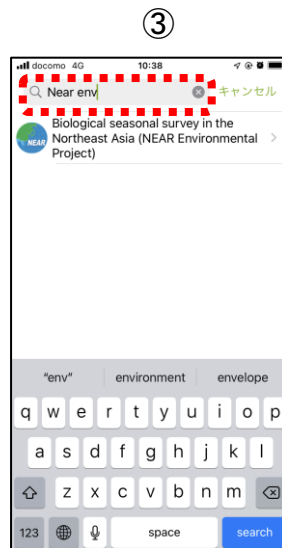 ③
docomo 4G 10:38
Near env キャンセル
Biological seasonal survey in the
NEAR Northeast Asia (NEAR Environmental
Project)
"env" environment envelope
q w e r t y u i o p
a s d f g h j k l
z x c v b n m
123 space search